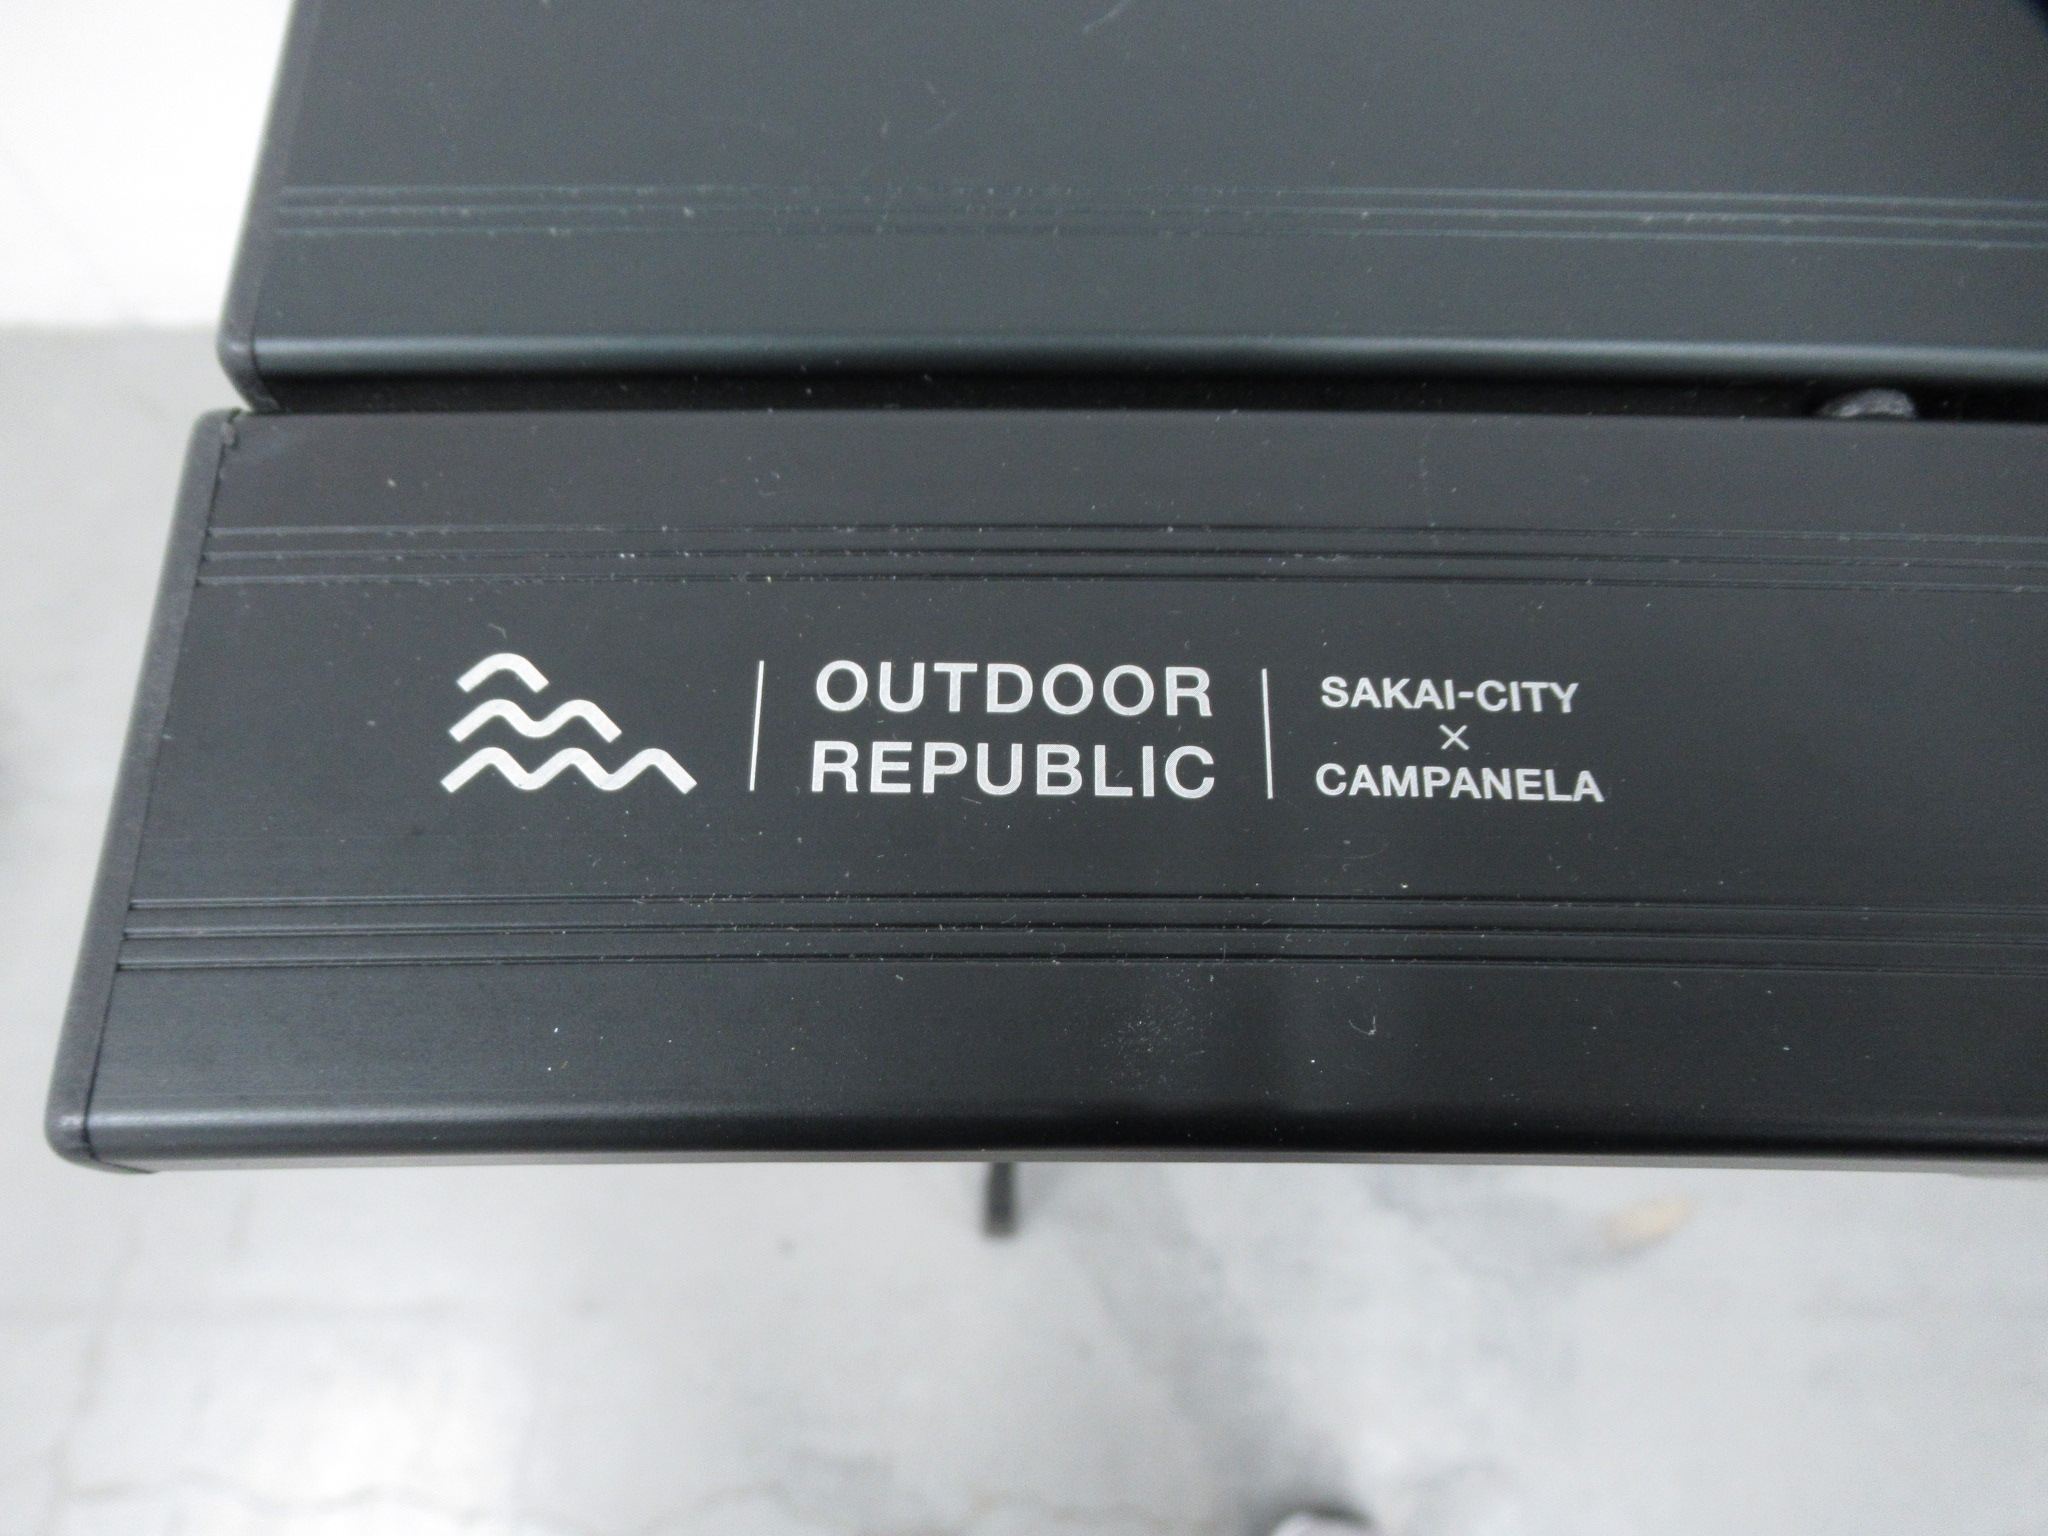 OUTDOOR
REPUBLIC
SAKAI-CITY
×
CAMPANELA